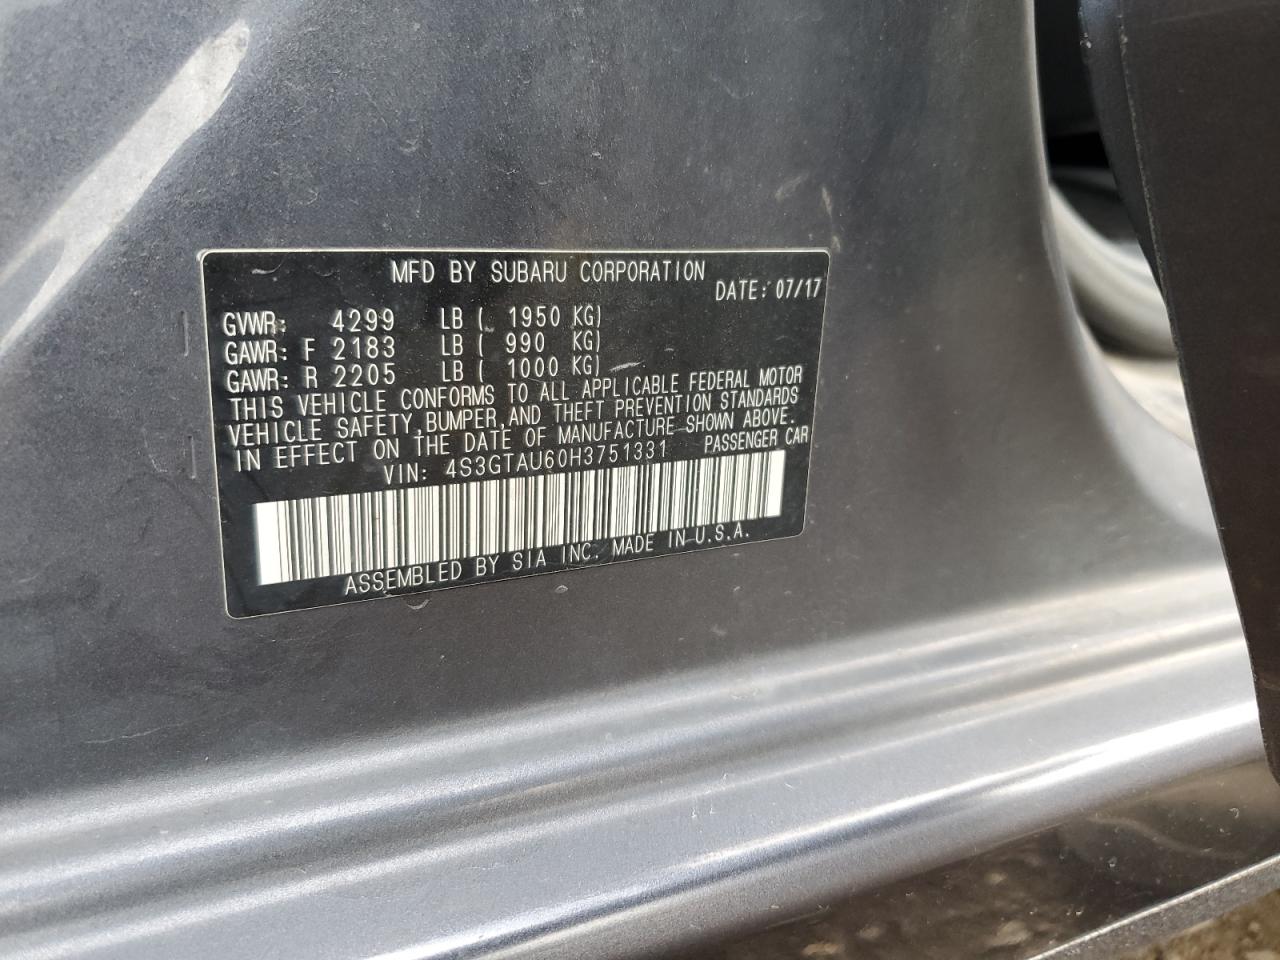 MFD BY SUBARU CORPORATION
DATE: 07/17
GVWR: 4299 LB ( 1950 KG)
GAWR: F 2183 LB ( 990 KG)
GAWR: R 2205 LB ( 1000 KG)
THIS VEHICLE CONFORMS TO ALL APPLICABLE FEDERAL MOTOR
VEHICLE SAFETY,BUMPER,AND THEFT PREVENTION STANDARDS
IN EFFECT ON THE DATE OF MANUFACTURE SHOWN ABOVE.
VIN: 4S3GTAU60H3751331 PASSENGER CAR
ASSEMBLED BY SIA INC. MADE IN U.S.A.